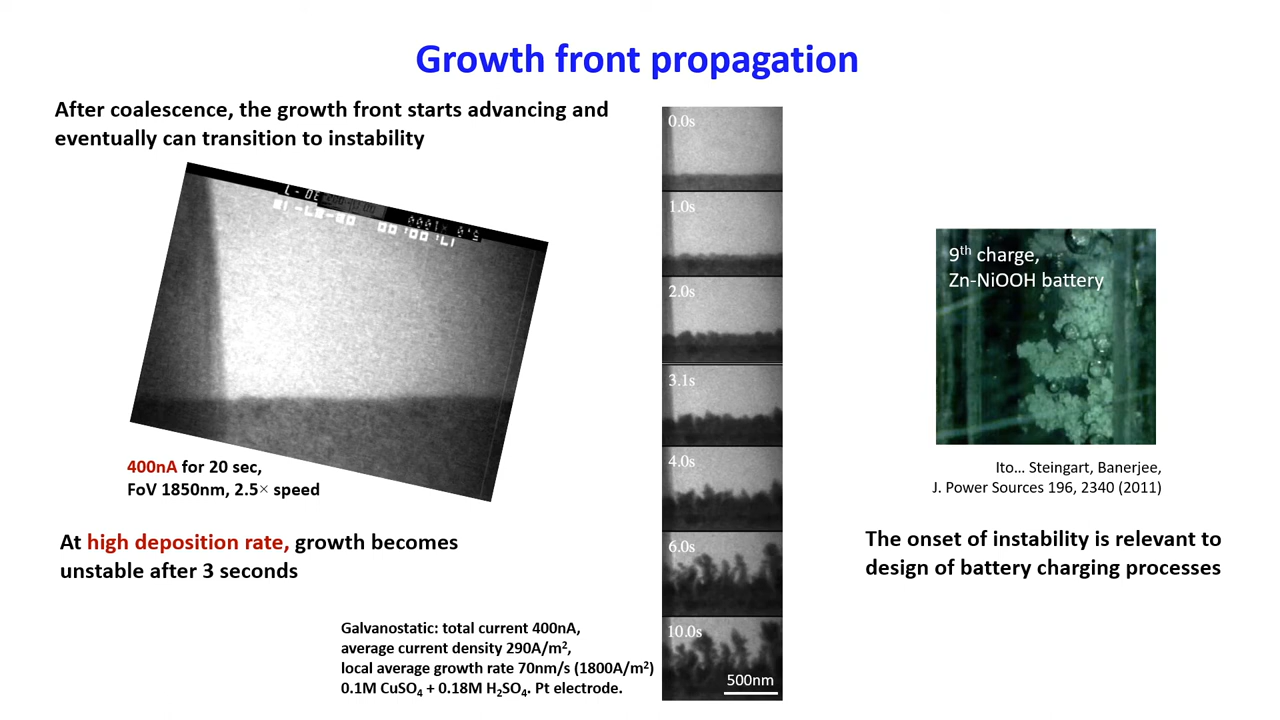 Growth front propagation
After coalescence, the growth front starts advancing and
eventually can transition to instability
400nA for 20 sec,
FoV 1850nm, 2.5× speed
At high deposition rate, growth becomes
unstable after 3 seconds
Galvanostatic: total current 400nA,
average current density 290A/m²,
local average growth rate 70nm/s (1800A/m²)
0.1M CuSO₄ + 0.18M H₂SO₄. Pt electrode.
0.0s
1.0s
2.0s
3.1s
4.0s
6.0s
10.0s
500nm
9th charge,
Zn-NiOOH battery
Ito... Steingart, Banerjee,
J. Power Sources 196, 2340 (2011)
The onset of instability is relevant to
design of battery charging processes